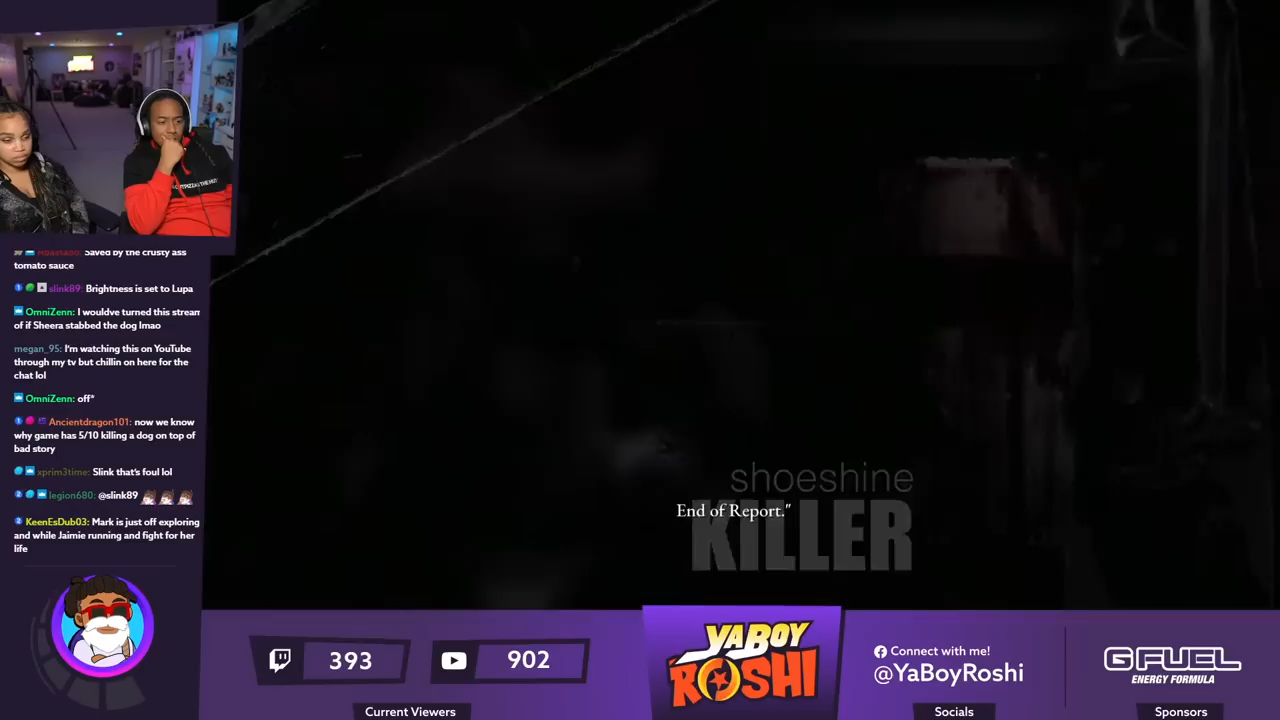 Saved by the crusty ass
tomato sauce
slink89: Brightness is set to Lupa
OmniZenn: I wouldve turned this stream
of if Sheera stabbed the dog lmao
megan_95: I'm watching this on YouTube
through my tv but chillin on here for the
chat lol
OmniZenn: off*
Ancientdragon101: now we know
why game has 5/10 killing a dog on top of
bad story
xprim3time: Slink that's foul lol
legion680: @slink89
KeenEsDub03: Mark is just off exploring
and while Jaimie running and fight for her
life
shoeshine
End of Report."
KILLER
393
902
Current Viewers
YABOY
ROSHI
Connect with me!
@YaBoyRoshi
Socials
G FUEL
ENERGY FORMULA
Sponsors